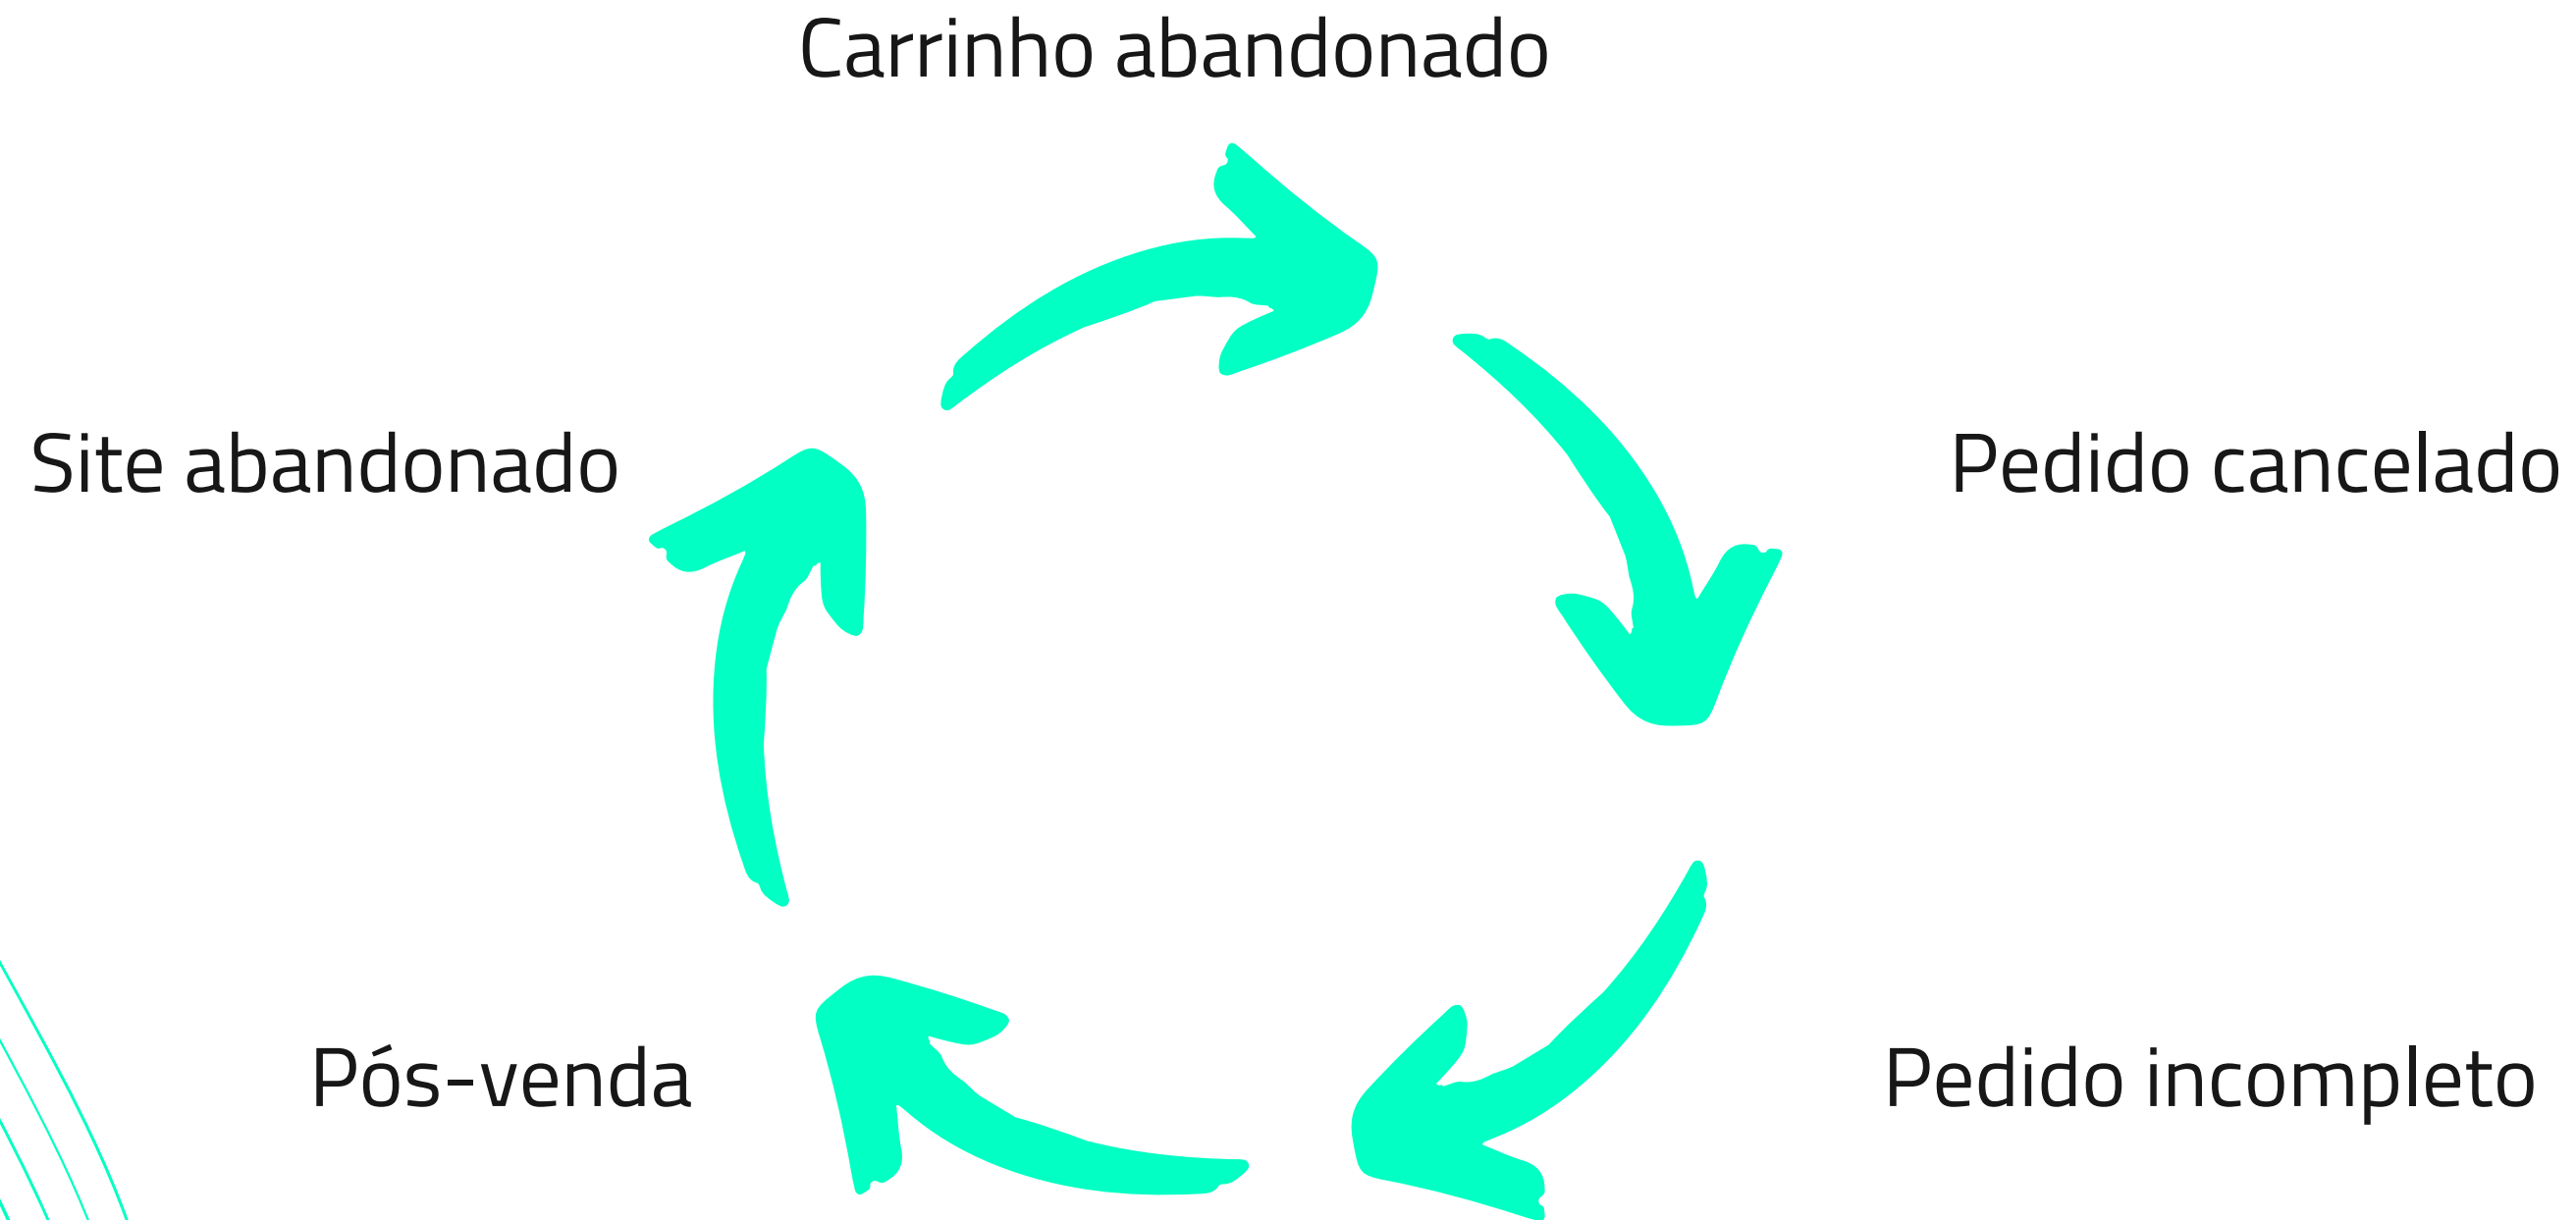 Carrinho abandonado
Site abandonado
Pedido cancelado
Pós-venda
Pedido incompleto